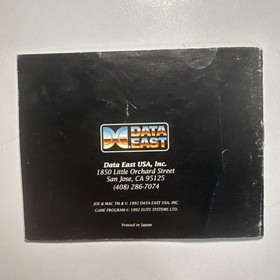 DATA
EAST
Data East USA, Inc.
1850 Little Orchard Street
San Jose, CA 95125
(408) 286-7074
JOE & MAC TM & © 1992 DATA EAST USA, INC.
GAME PROGRAM © 1992 ELITE SYSTEMS LTD.
Printed in Japan